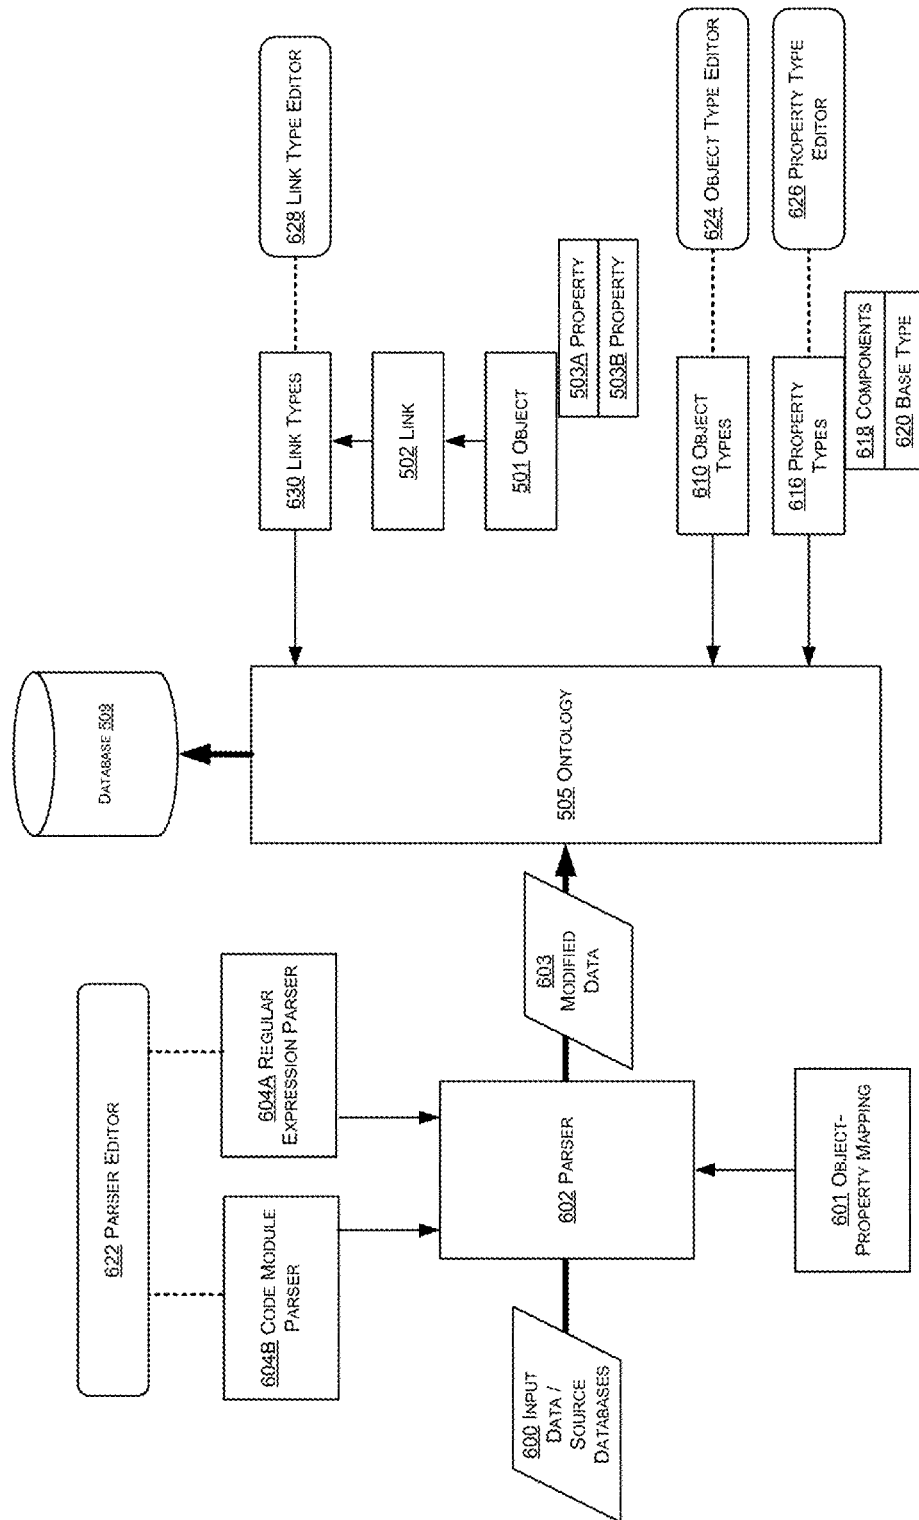 622 PARSER EDITOR
604B CODE MODULE
PARSER
604A REGULAR
EXPRESSION PARSER
600 INPUT
DATA /
SOURCE
DATABASES
602 PARSER
603
MODIFIED
DATA
601 OBJECT-
PROPERTY MAPPING
DATABASE 509
505 ONTOLOGY
630 LINK TYPES
628 LINK TYPE EDITOR
502 LINK
501 OBJECT
503A PROPERTY
503B PROPERTY
610 OBJECT
TYPES
624 OBJECT TYPE EDITOR
616 PROPERTY
TYPES
626 PROPERTY TYPE
EDITOR
618 COMPONENTS
620 BASE TYPE